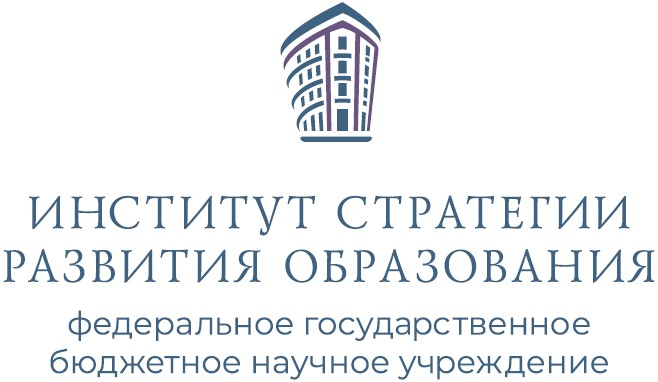 ИНСТИТУТ СТРАТЕГИИ
РАЗВИТИЯ ОБРАЗОВАНИЯ
федеральное государственное
бюджетное научное учреждение